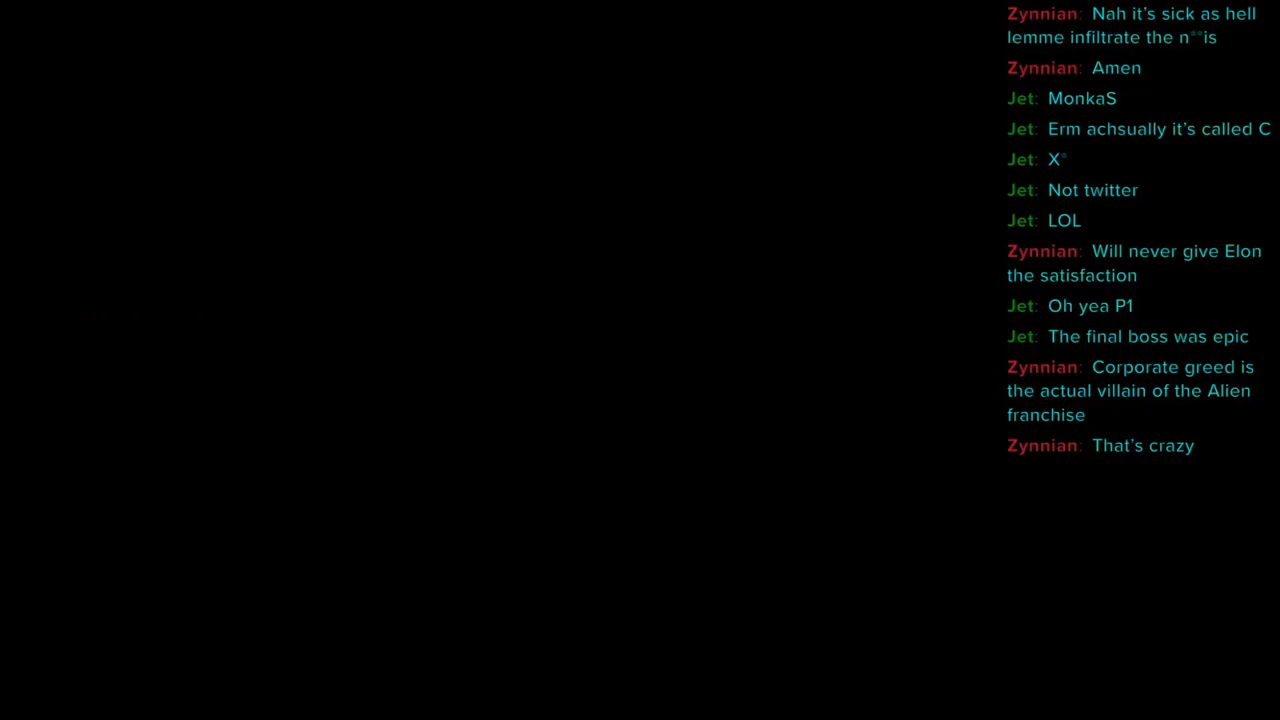 Zynnian: Nah it's sick as hell
lemme infiltrate the n**is
Zynnian: Amen
Jet: MonkaS
Jet: Erm achsually it's called C
Jet: X*
Jet: Not twitter
Jet: LOL
Zynnian: Will never give Elon
the satisfaction
Jet: Oh yea P1
Jet: The final boss was epic
Zynnian: Corporate greed is
the actual villain of the Alien
franchise
Zynnian: That's crazy